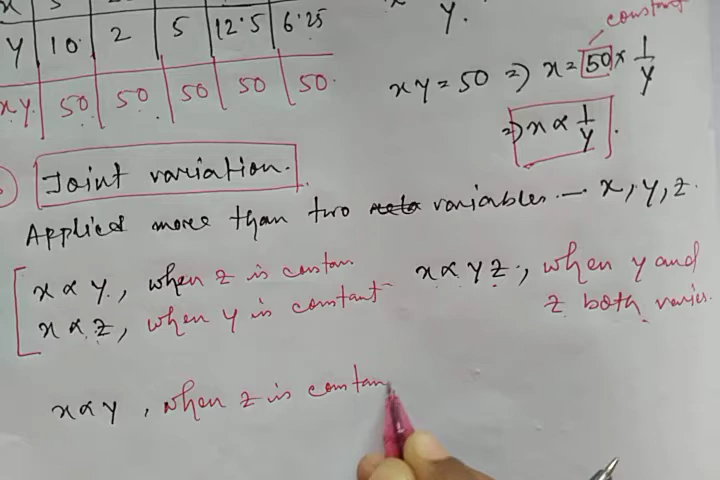 x
y.
constant
y 10 2 5 12.5 6.25
xy 50 50 50 50 50
xy = 50 ⇒ x = 50 × 1/y
⇒ x ∝ 1/y.
Joint variation.
Applied more than two variables — x, y, z.
x ∝ y, when z is constan
x ∝ z, when y is constant
x ∝ y z, when y and
z both varies.
x ∝ y, when z is constan